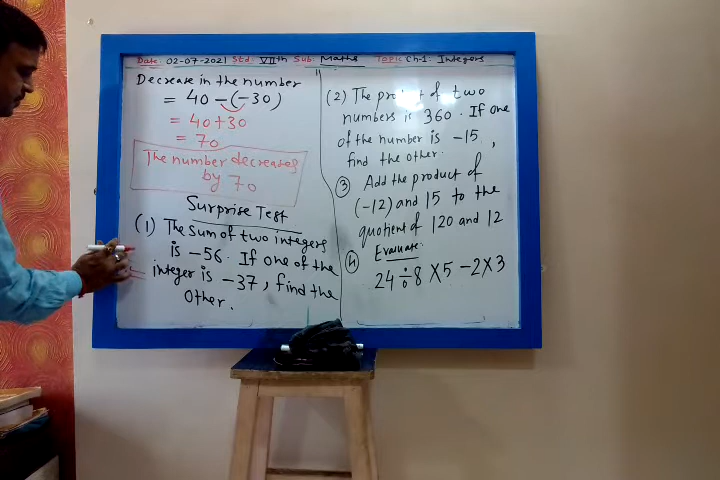 Date: 02-07-2021 Std: VIIth Sub: Maths Topic: Ch-1: Integers
Decrease in the number
= 40 - (-30)
= 40 + 30
= 70
The number decreases
by 70
Surprise Test
(1) The sum of two integers
is -56. If one of the
integer is -37, find the
other.
(2) The product of two
numbers is 360. If one
of the number is -15,
find the other.
(3) Add the product of
(-12) and 15 to the
quotient of 120 and 12
(4) Evaluate:
24 ÷ 8 × 5 - 2 × 3